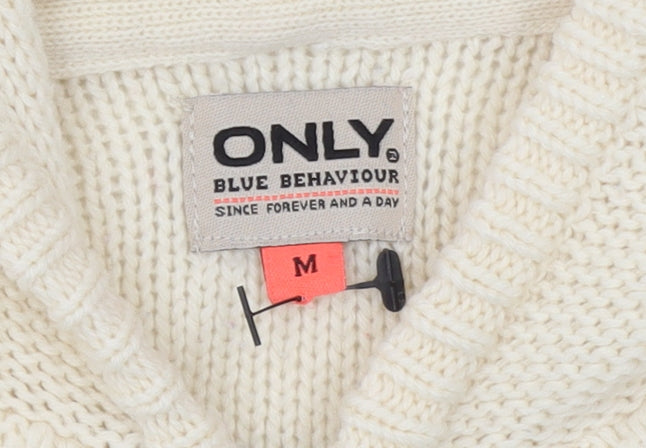 ONLY®
BLUE BEHAVIOUR
SINCE FOREVER AND A DAY
M